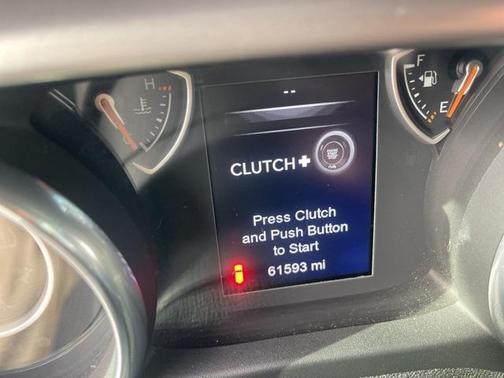 H
--
F
E
CLUTCH+
Press Clutch
and Push Button
to Start
61593 mi